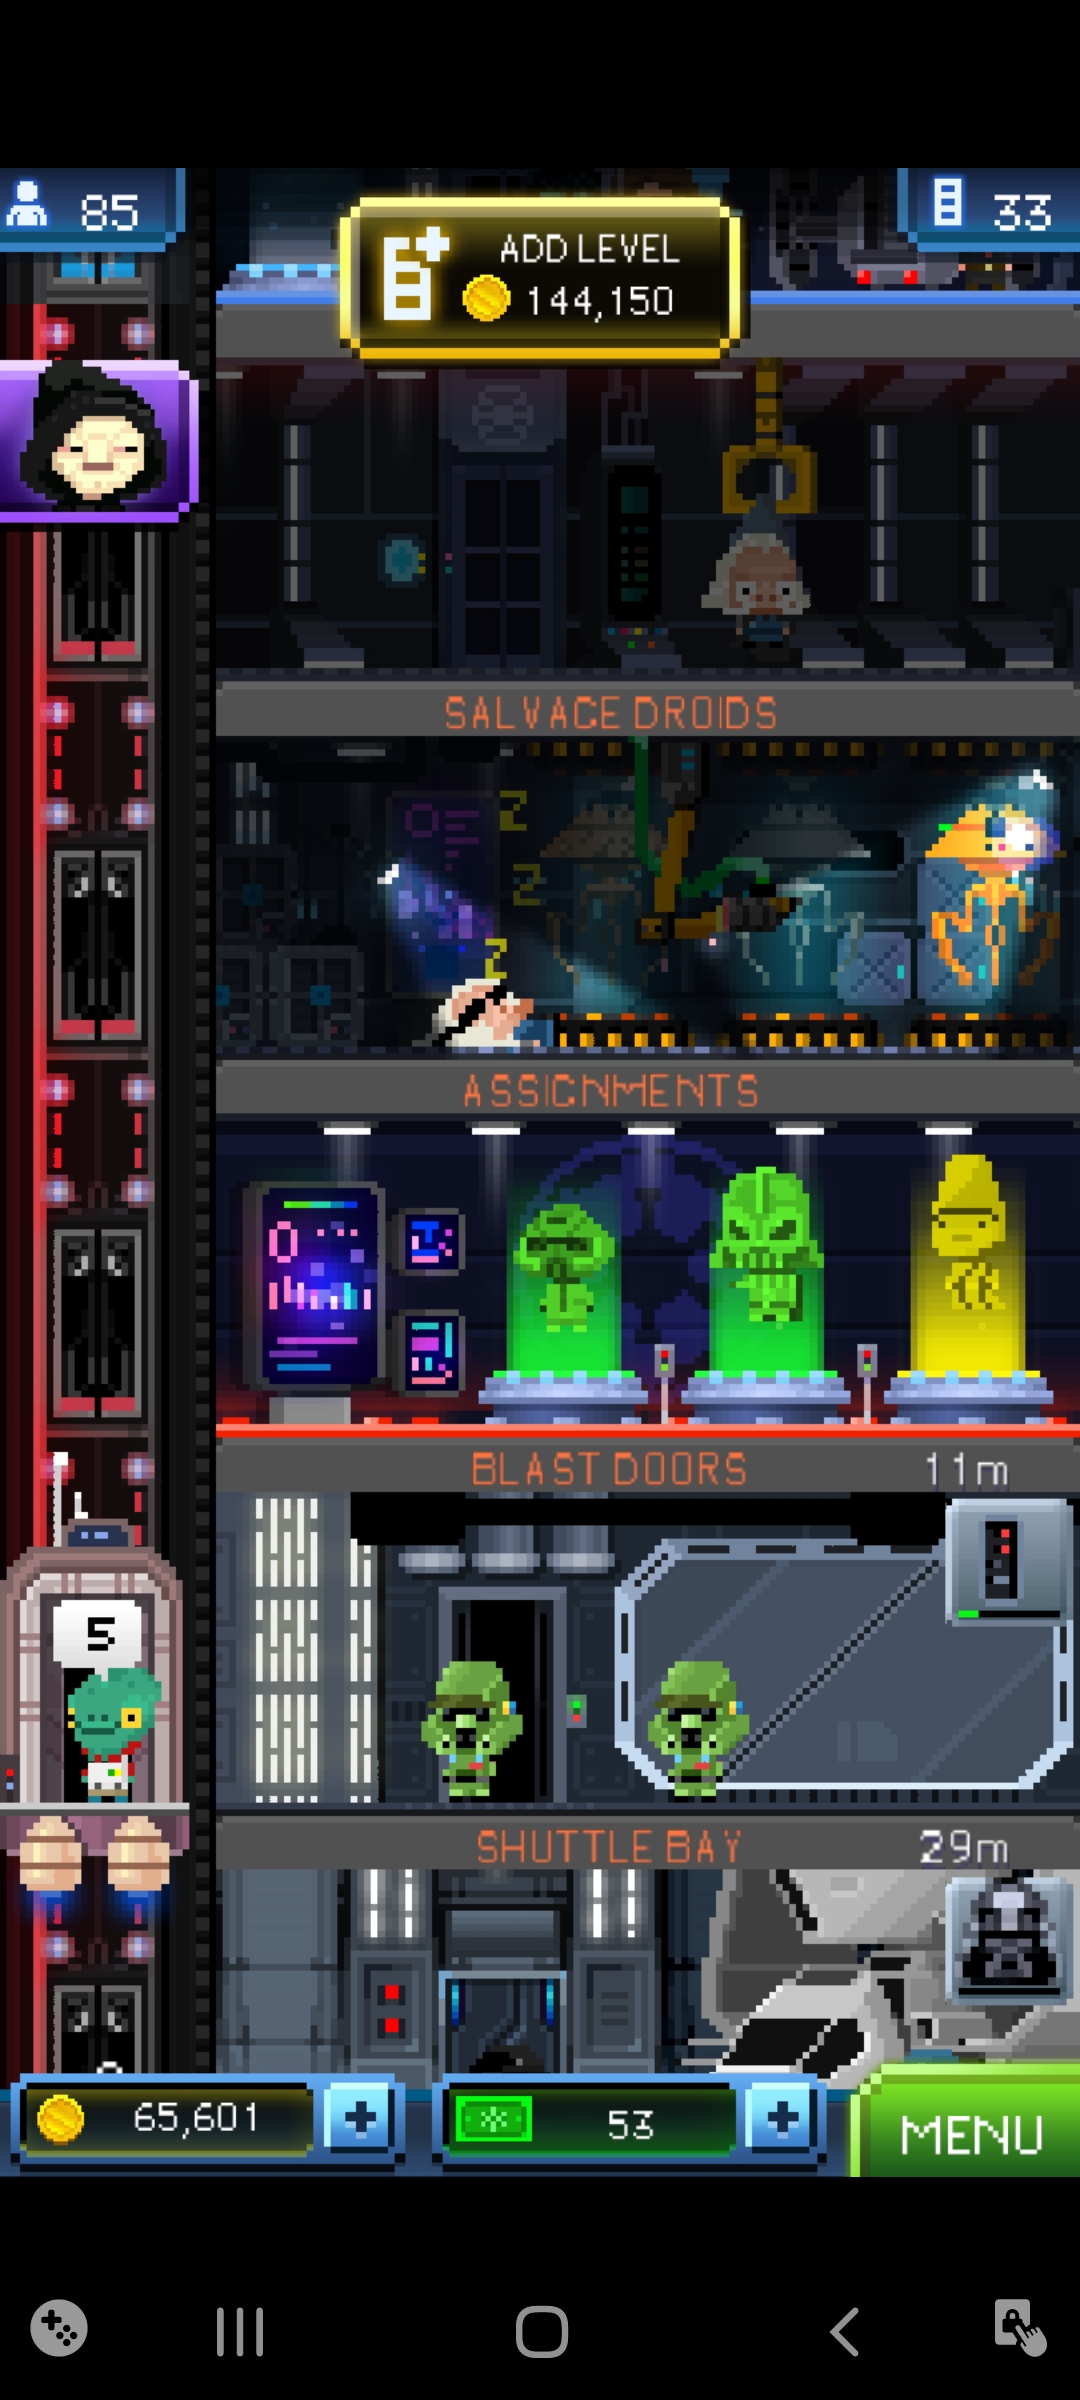 85
ADD LEVEL
144,150
33
SALVAGE DROIDS
Z
Z
Z
ASSIGNMENTS
BLAST DOORS 11m
5
SHUTTLE BAY 29m
65,601
53
MENU